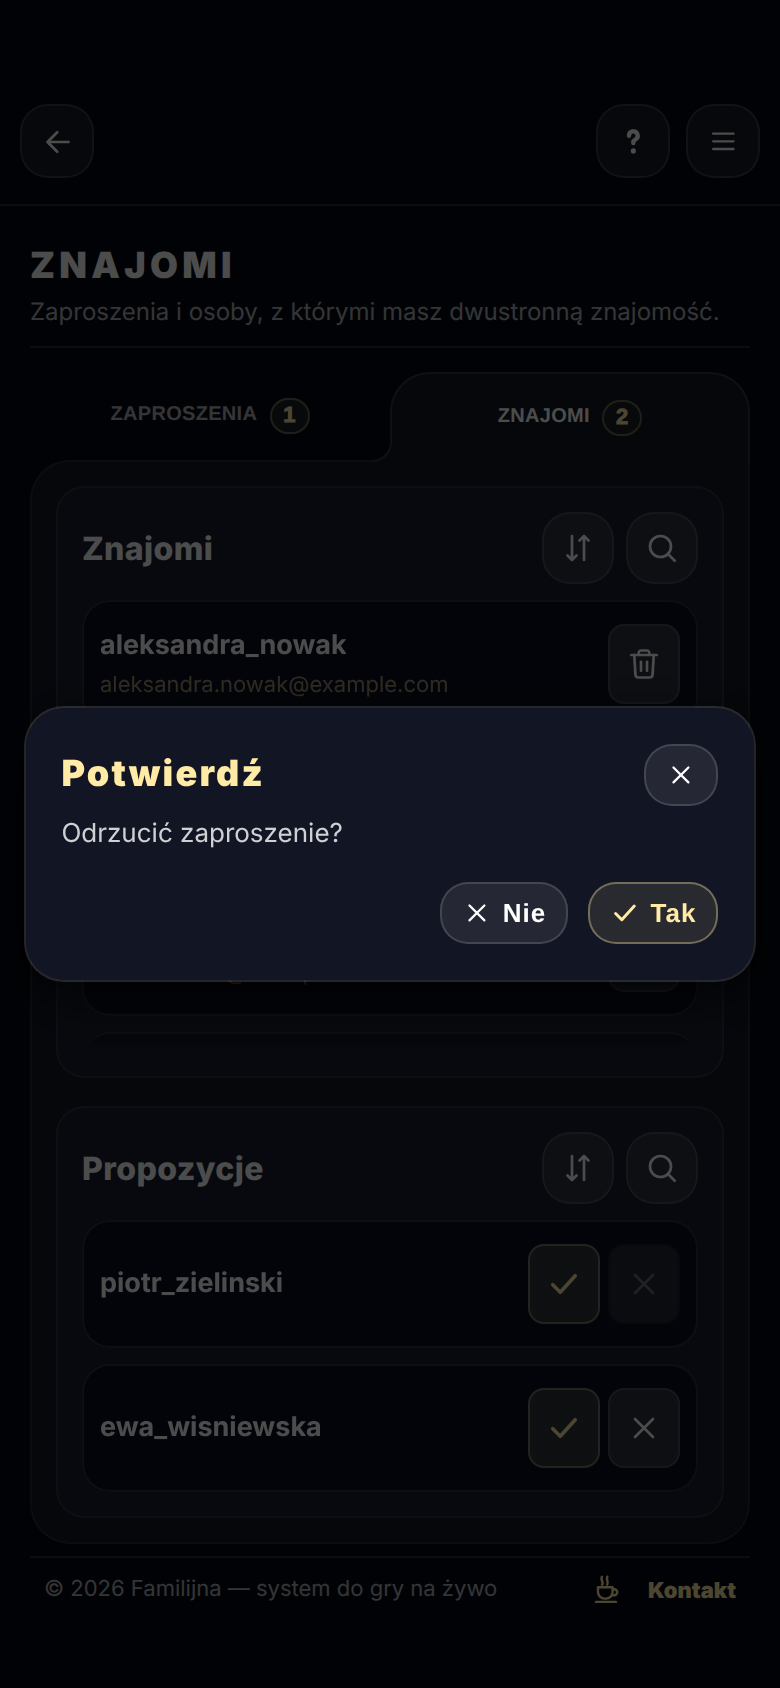 ?
ZNAJOMI
Zaproszenia i osoby, z którymi masz dwustronną znajomość.
ZAPROSZENIA 1
ZNAJOMI 2
Znajomi
aleksandra_nowak
aleksandra.nowak@example.com
Potwierdź
Odrzucić zaproszenie?
Nie
Tak
Propozycje
piotr_zielinski
ewa_wisniewska
© 2026 Familijna — system do gry na żywo
Kontakt